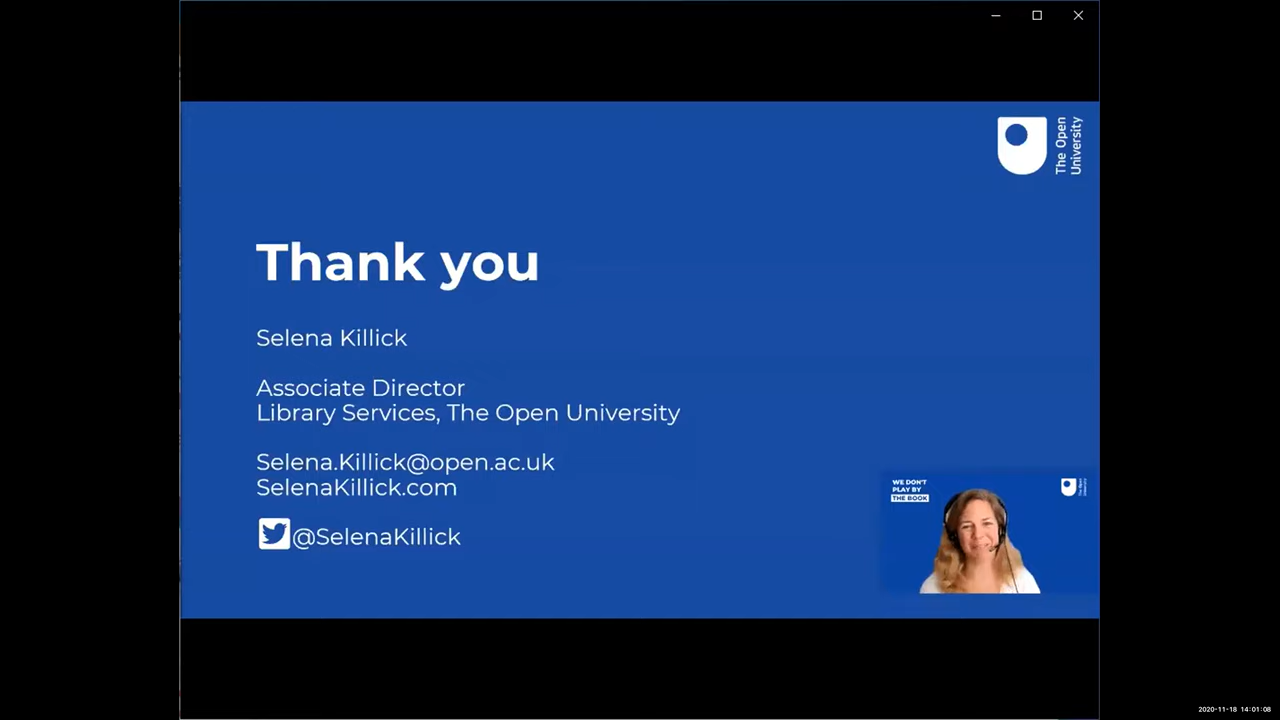 The Open
University
Thank you
Selena Killick
Associate Director
Library Services, The Open University
Selena.Killick@open.ac.uk
SelenaKillick.com
@SelenaKillick
WE DON'T
PLAY BY
THE BOOK
2020-11-18 14:01:08